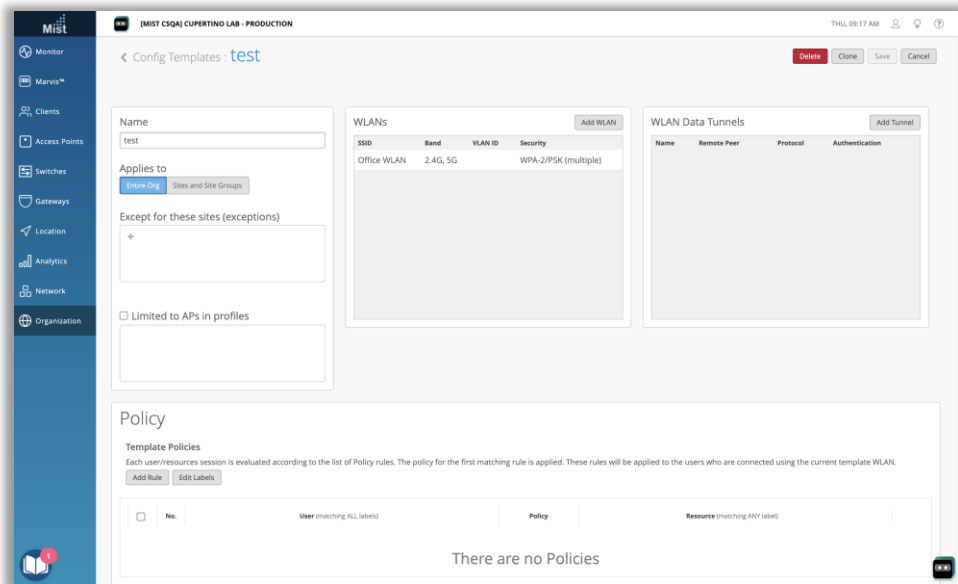 Mist
[MIST CSQA] CUPERTINO LAB - PRODUCTION
THU, 09:17 AM
Monitor
Marvis™
Clients
Access Points
Switches
Gateways
Location
Analytics
Network
Organization
1
Config Templates : test
Delete Clone Save Cancel
Name
test
Applies to
Entire Org Sites and Site Groups
Except for these sites (exceptions)
+
Limited to APs in profiles
WLANs Add WLAN
SSID Band VLAN ID Security
Office WLAN 2.4G, 5G WPA-2/PSK (multiple)
WLAN Data Tunnels Add Tunnel
Name Remote Peer Protocol Authentication
Policy
Template Policies
Each user/resources session is evaluated according to the list of Policy rules. The policy for the first matching rule is applied. These rules will be applied to the users who are connected using the current template WLAN.
Add Rule Edit Labels
No. User (matching ALL labels) Policy Resource (matching ANY label)
There are no Policies